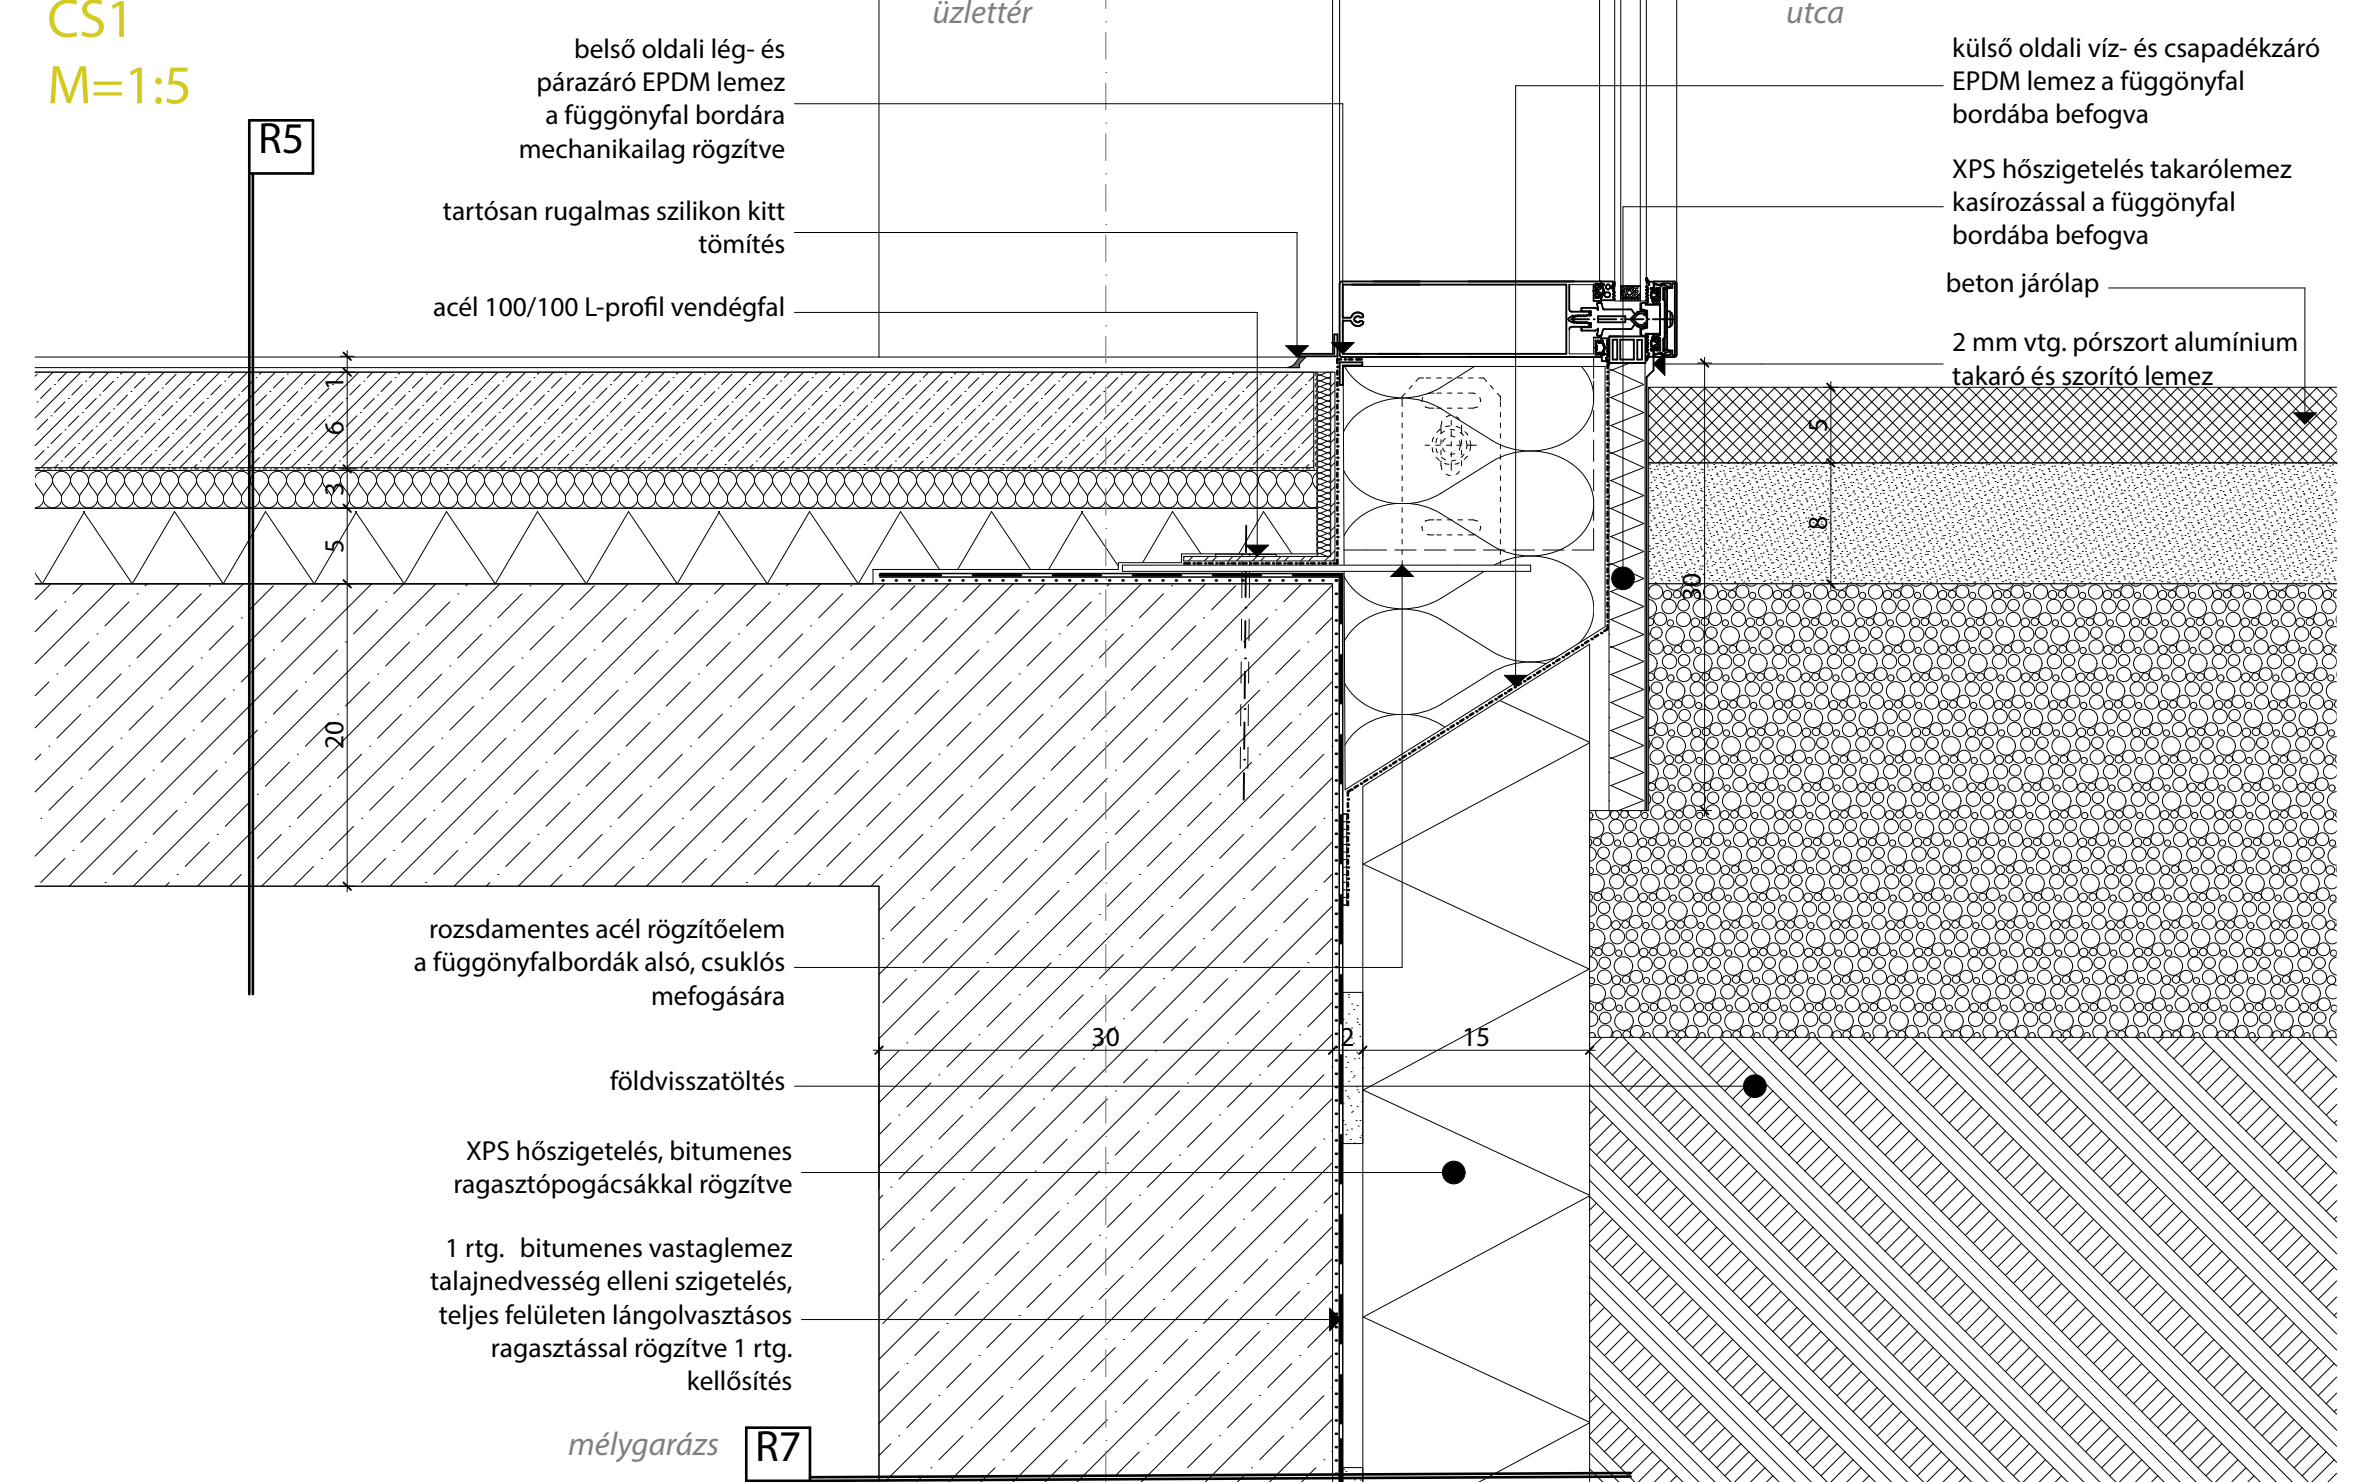 CS1
M=1:5
üzlettér
utca
R5
belső oldali lég- és
párazáró EPDM lemez
a függönyfal bordára
mechanikailag rögzítve
tartósan rugalmas szilikon kitt
tömítés
acél 100/100 L-profil vendégfal
külső oldali víz- és csapadékzáró
EPDM lemez a függönyfal
bordába befogva
XPS hőszigetelés takarólemez
kasírozással a függönyfal
bordába befogva
beton járólap
2 mm vtg. pórszort alumínium
takaró és szorító lemez
1
6
3
5
20
5
8
30
rozsdamentes acél rögzítőelem
a függönyfalbordák alsó, csuklós
mefogására
30
2
15
földvisszatöltés
XPS hőszigetelés, bitumenes
ragasztópogácsákkal rögzítve
1 rtg. bitumenes vastaglemez
talajnedvesség elleni szigetelés,
teljes felületen lángolvasztásos
ragasztással rögzítve 1 rtg.
kellősítés
mélygarázs
R7